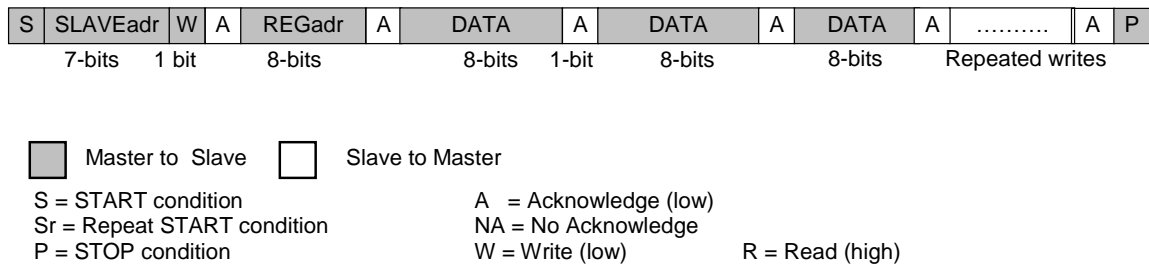 S SLAVEadr W A REGadr A DATA A DATA A DATA A .......... A P
7-bits 1 bit 8-bits 8-bits 1-bit 8-bits 8-bits Repeated writes
Master to Slave Slave to Master
S = START condition A = Acknowledge (low)
Sr = Repeat START condition NA = No Acknowledge
P = STOP condition W = Write (low) R = Read (high)